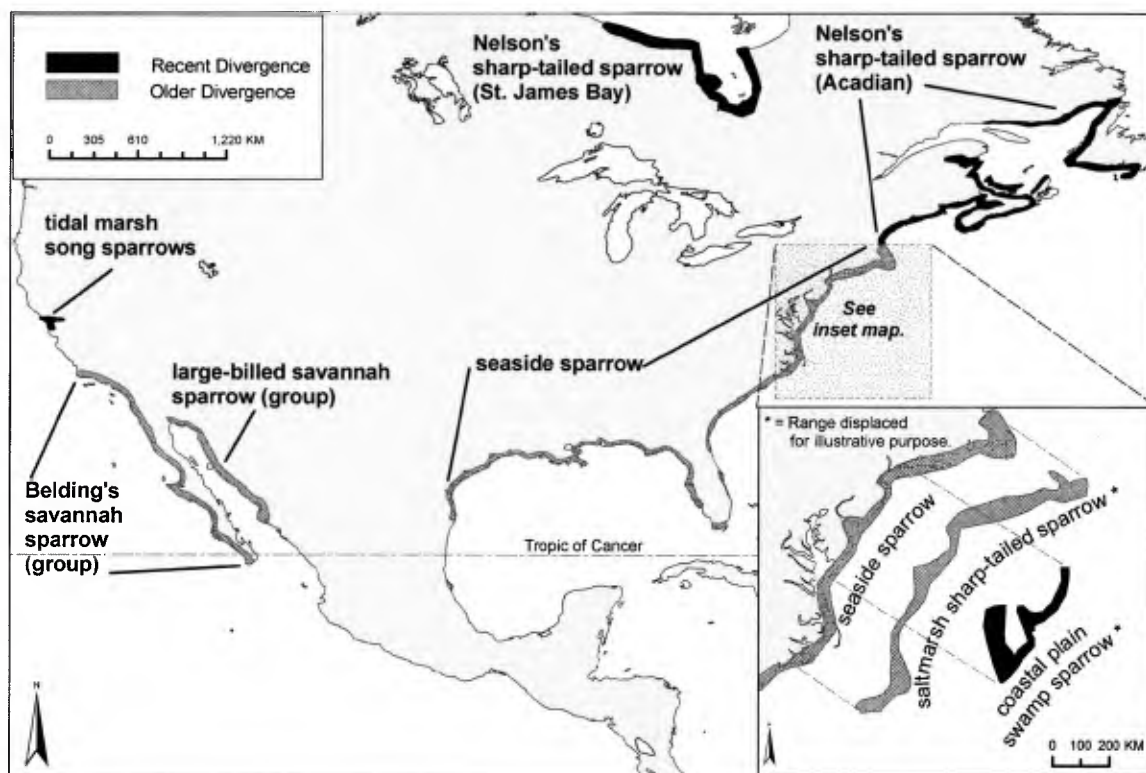 Recent Divergence
Older Divergence
0 305 610 1,220 KM
Nelson's
sharp-tailed sparrow
(St. James Bay)
Nelson's
sharp-tailed sparrow
(Acadian)
tidal marsh
song sparrows
large-billed savannah
sparrow (group)
seaside sparrow
See
inset map.
Belding's
savannah
sparrow
(group)
Tropic of Cancer
N
* = Range displaced
for illustrative purpose.
seaside sparrow
saltmarsh sharp-tailed sparrow *
coastal plain
swamp sparrow *
0 100 200 KM